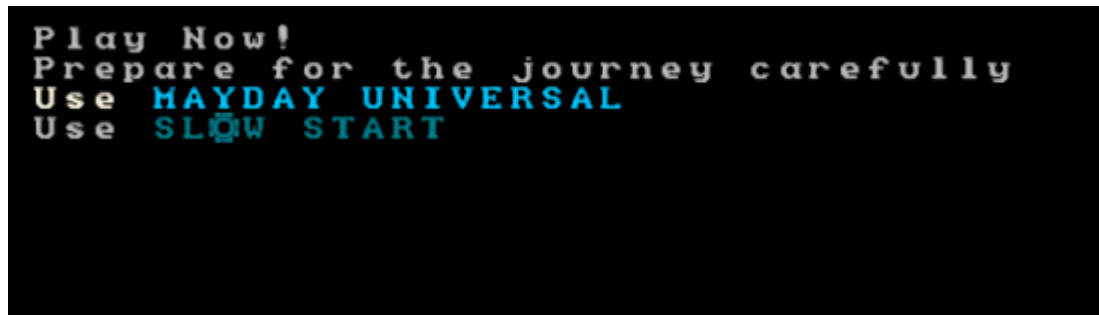 Play Now!
Prepare for the journey carefully
Use MAYDAY UNIVERSAL
Use SLOW START